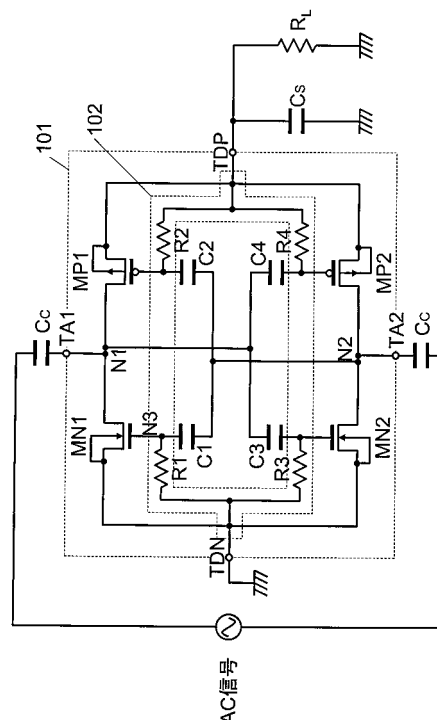 101
102
Cc
TA1
MN1
N1
MP1
N3
R1
C1
R2
C2
TDN
TDP
Cs
RL
C3
R3
C4
R4
MN2
N2
MP2
TA2
Cc
AC信号